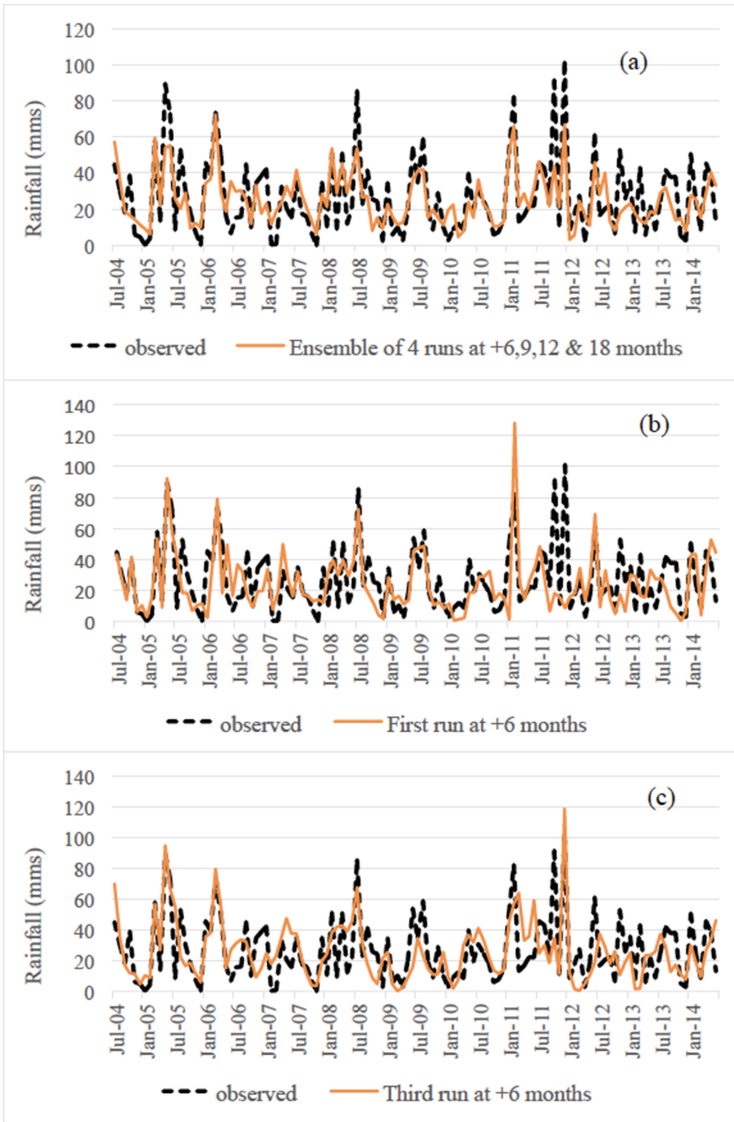 (a)
Rainfall (mms)
120
100
80
60
40
20
0
Jul-04
Jan-05
Jul-05
Jan-06
Jul-06
Jan-07
Jul-07
Jan-08
Jul-08
Jan-09
Jul-09
Jan-10
Jul-10
Jan-11
Jul-11
Jan-12
Jul-12
Jan-13
Jul-13
Jan-14
observed
Ensemble of 4 runs at +6,9,12 & 18 months
(b)
Rainfall (mms)
140
120
100
80
60
40
20
0
Jul-04
Jan-05
Jul-05
Jan-06
Jul-06
Jan-07
Jul-07
Jan-08
Jul-08
Jan-09
Jul-09
Jan-10
Jul-10
Jan-11
Jul-11
Jan-12
Jul-12
Jan-13
Jul-13
Jan-14
observed
First run at +6 months
(c)
Rainfall (mms)
140
120
100
80
60
40
20
0
Jul-04
Jan-05
Jul-05
Jan-06
Jul-06
Jan-07
Jul-07
Jan-08
Jul-08
Jan-09
Jul-09
Jan-10
Jul-10
Jan-11
Jul-11
Jan-12
Jul-12
Jan-13
Jul-13
Jan-14
observed
Third run at +6 months